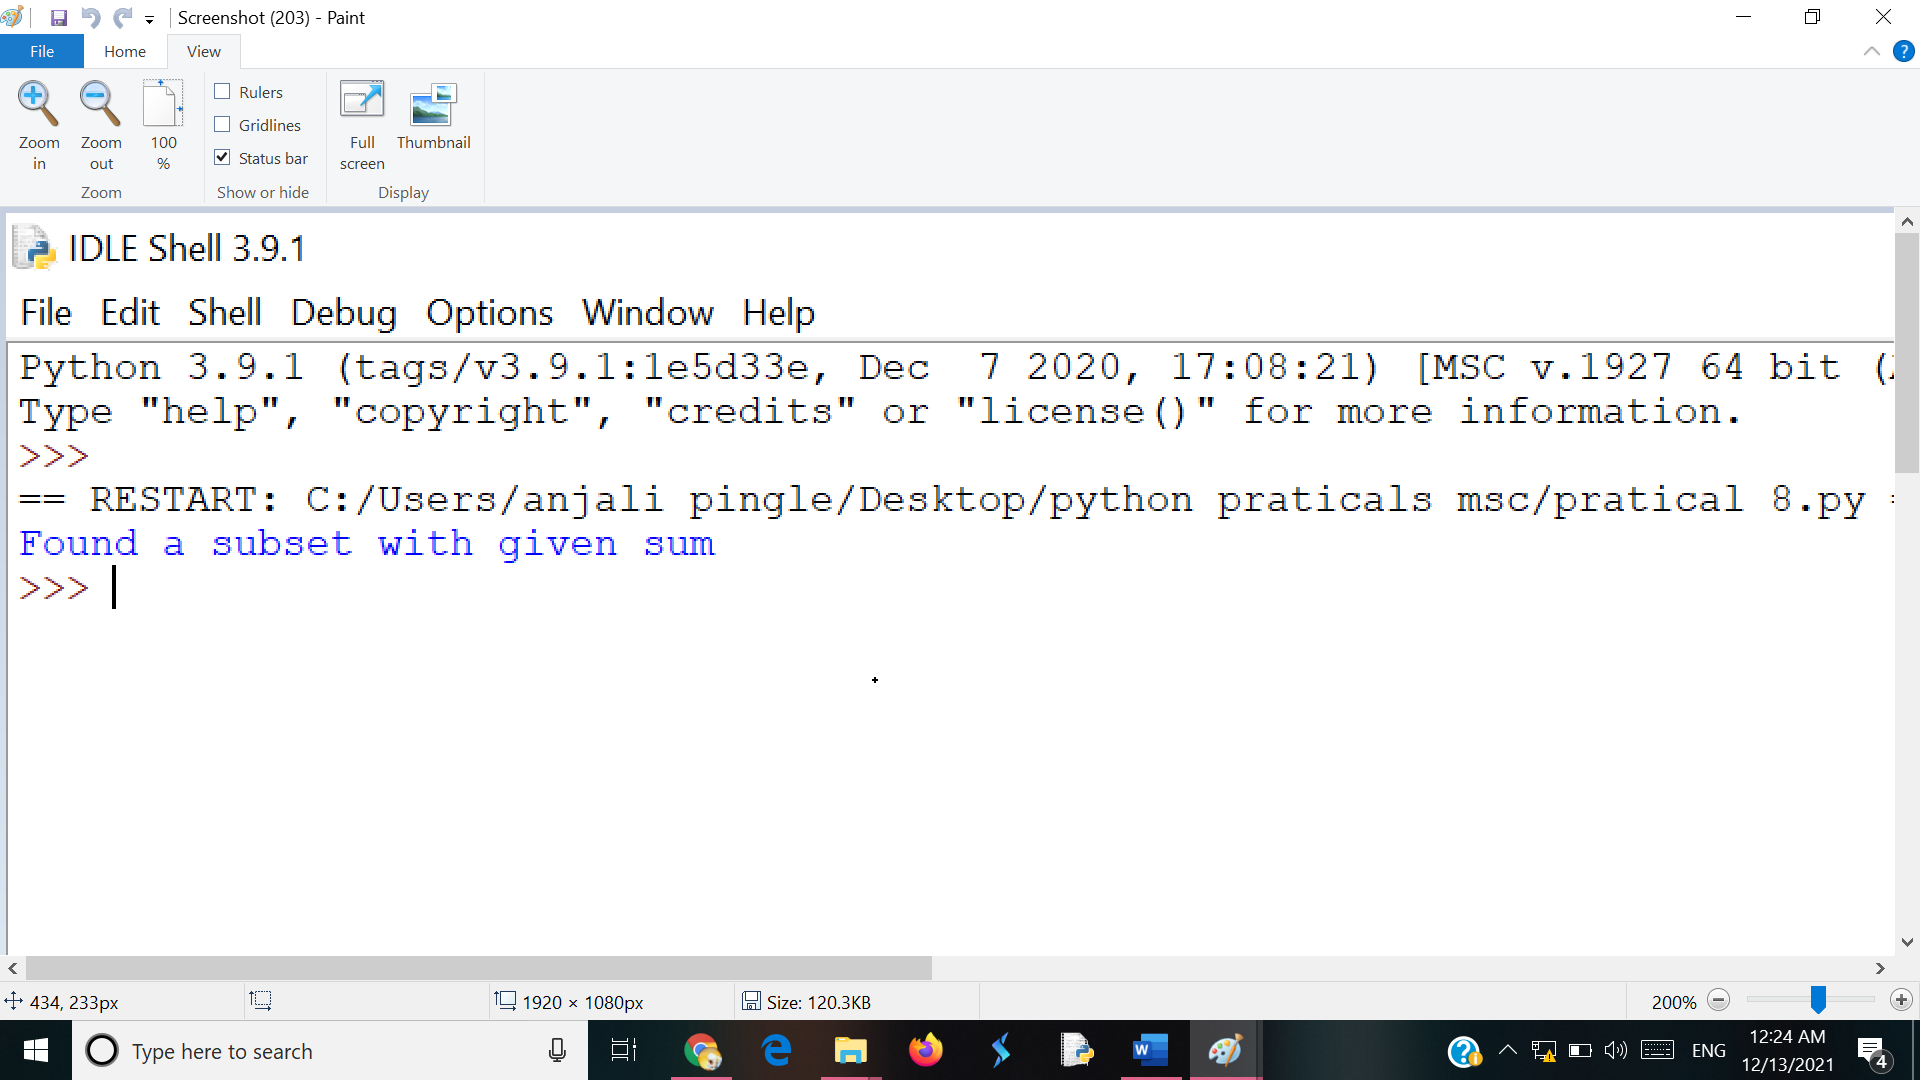 Screenshot (203) - Paint
File Home View
Zoom in
Zoom out
100 %
Rulers
Gridlines
Status bar
Full screen
Thumbnail
Zoom
Show or hide
Display
IDLE Shell 3.9.1
File Edit Shell Debug Options Window Help
Python 3.9.1 (tags/v3.9.1:1e5d33e, Dec  7 2020, 17:08:21) [MSC v.1927 64 bit (
Type "help", "copyright", "credits" or "license()" for more information.
>>>
== RESTART: C:/Users/anjali pingle/Desktop/python praticals msc/pratical 8.py =
Found a subset with given sum
>>>
434, 233px
1920 × 1080px
Size: 120.3KB
200%
Type here to search
ENG
12:24 AM
12/13/2021
4